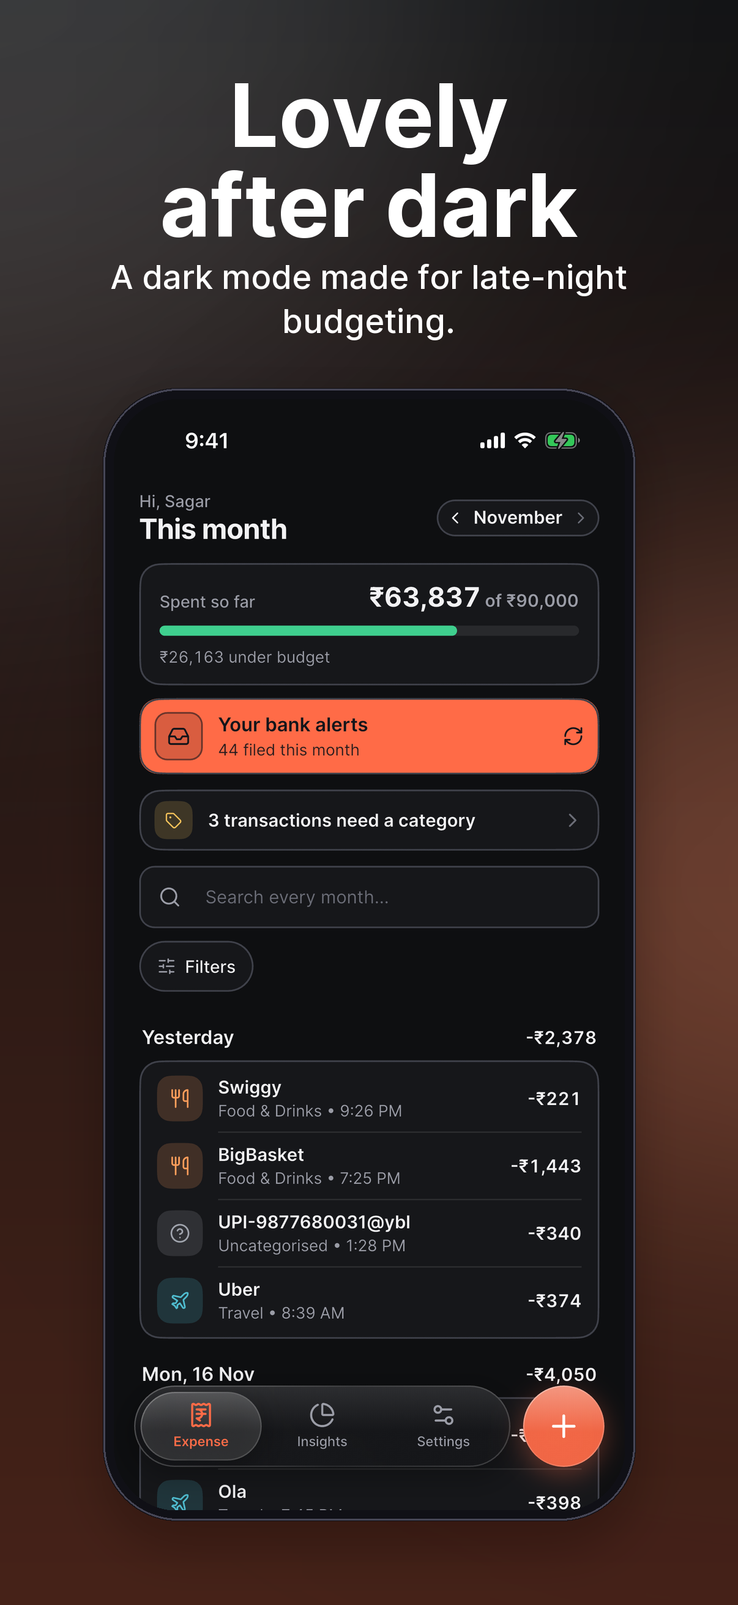 Lovely
after dark
A dark mode made for late-night
budgeting.
9:41
Hi, Sagar
This month
November
Spent so far ₹63,837 of ₹90,000
₹26,163 under budget
Your bank alerts
44 filed this month
3 transactions need a category
Search every month...
Filters
Yesterday -₹2,378
Swiggy
Food & Drinks • 9:26 PM
-₹221
BigBasket
Food & Drinks • 7:25 PM
-₹1,443
UPI-9877680031@ybl
Uncategorised • 1:28 PM
-₹340
Uber
Travel • 8:39 AM
-₹374
Mon, 16 Nov -₹4,050
Expense
Insights
Settings
Ola
-₹398